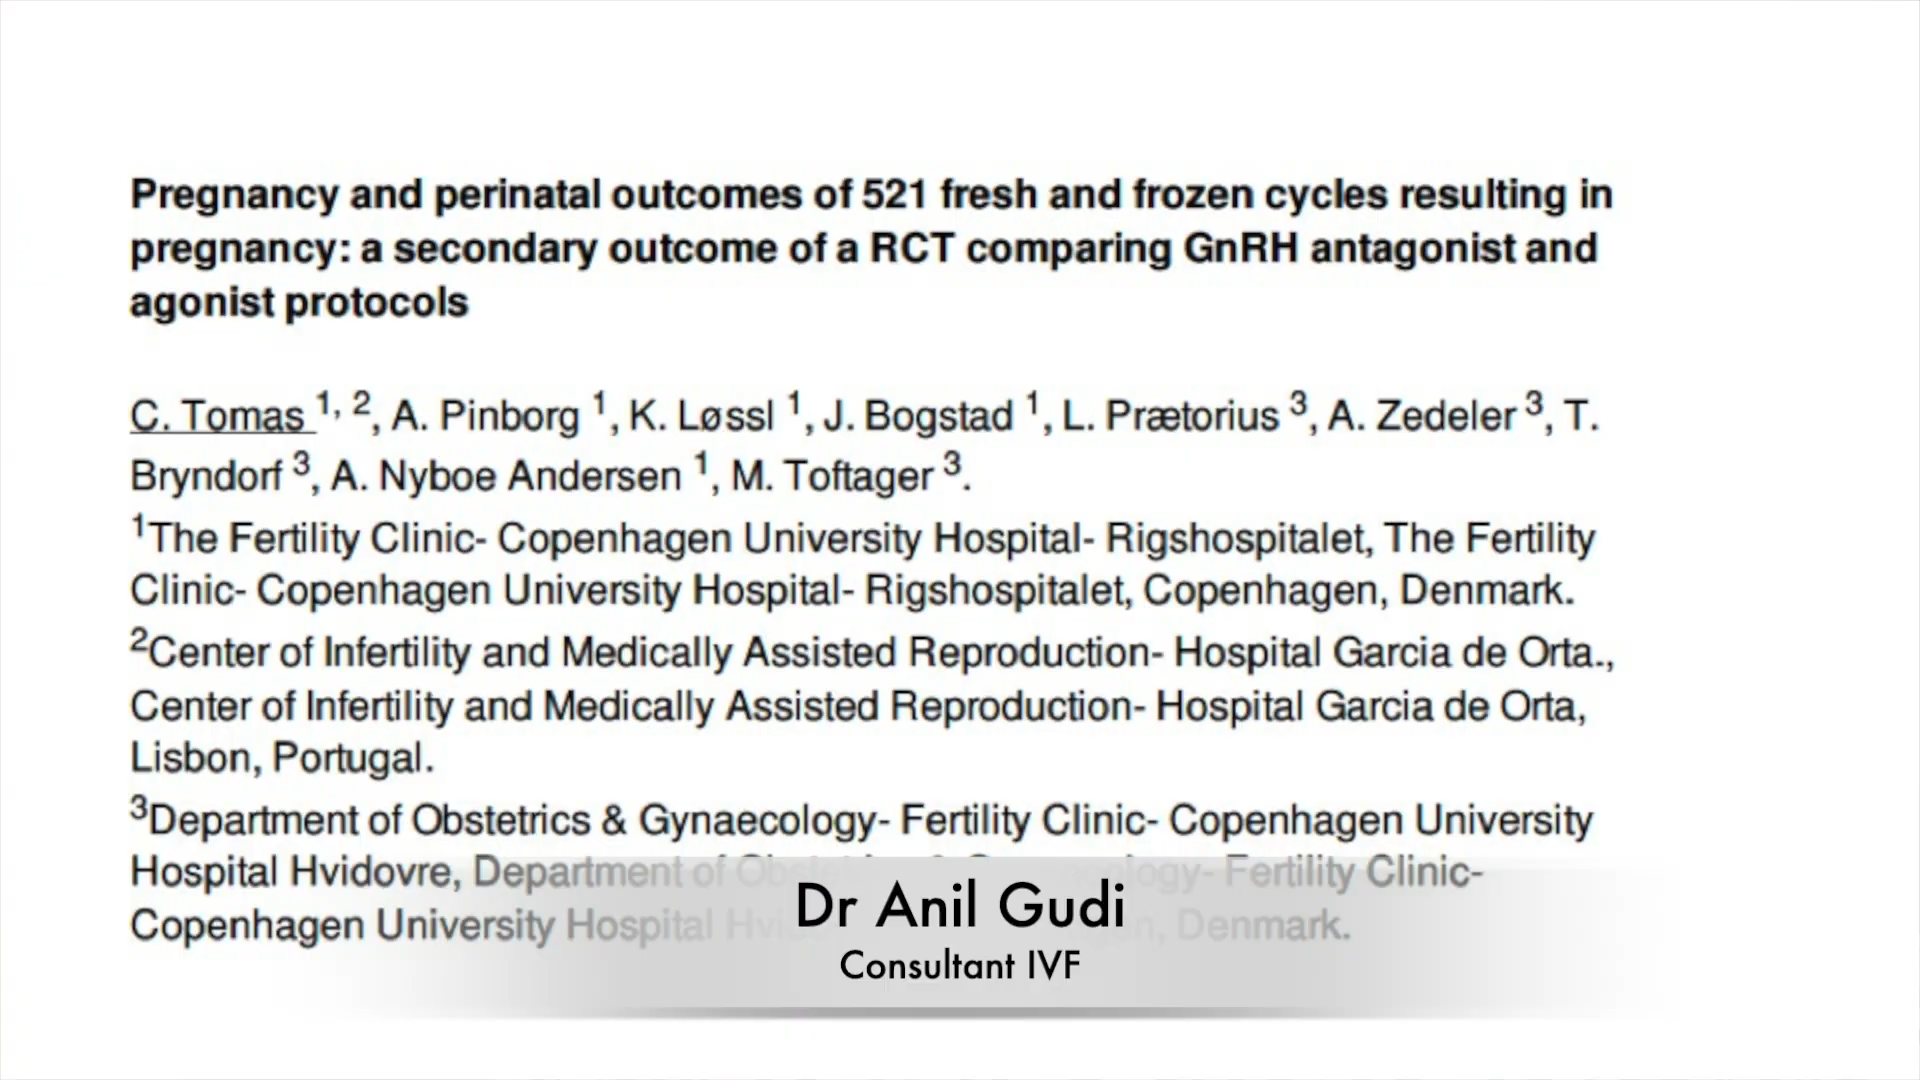 Pregnancy and perinatal outcomes of 521 fresh and frozen cycles resulting in
pregnancy: a secondary outcome of a RCT comparing GnRH antagonist and
agonist protocols
C. Tomas 1, 2, A. Pinborg 1, K. Løssl 1, J. Bogstad 1, L. Prætorius 3, A. Zedeler 3, T.
Bryndorf 3, A. Nyboe Andersen 1, M. Toftager 3.
1The Fertility Clinic- Copenhagen University Hospital- Rigshospitalet, The Fertility
Clinic- Copenhagen University Hospital- Rigshospitalet, Copenhagen, Denmark.
2Center of Infertility and Medically Assisted Reproduction- Hospital Garcia de Orta.,
Center of Infertility and Medically Assisted Reproduction- Hospital Garcia de Orta,
Lisbon, Portugal.
3Department of Obstetrics & Gynaecology- Fertility Clinic- Copenhagen University
Hospital Hvidovre, Department of Fertility Clinic-
Copenhagen University Hospital Denmark.
Dr Anil Gudi
Consultant IVF